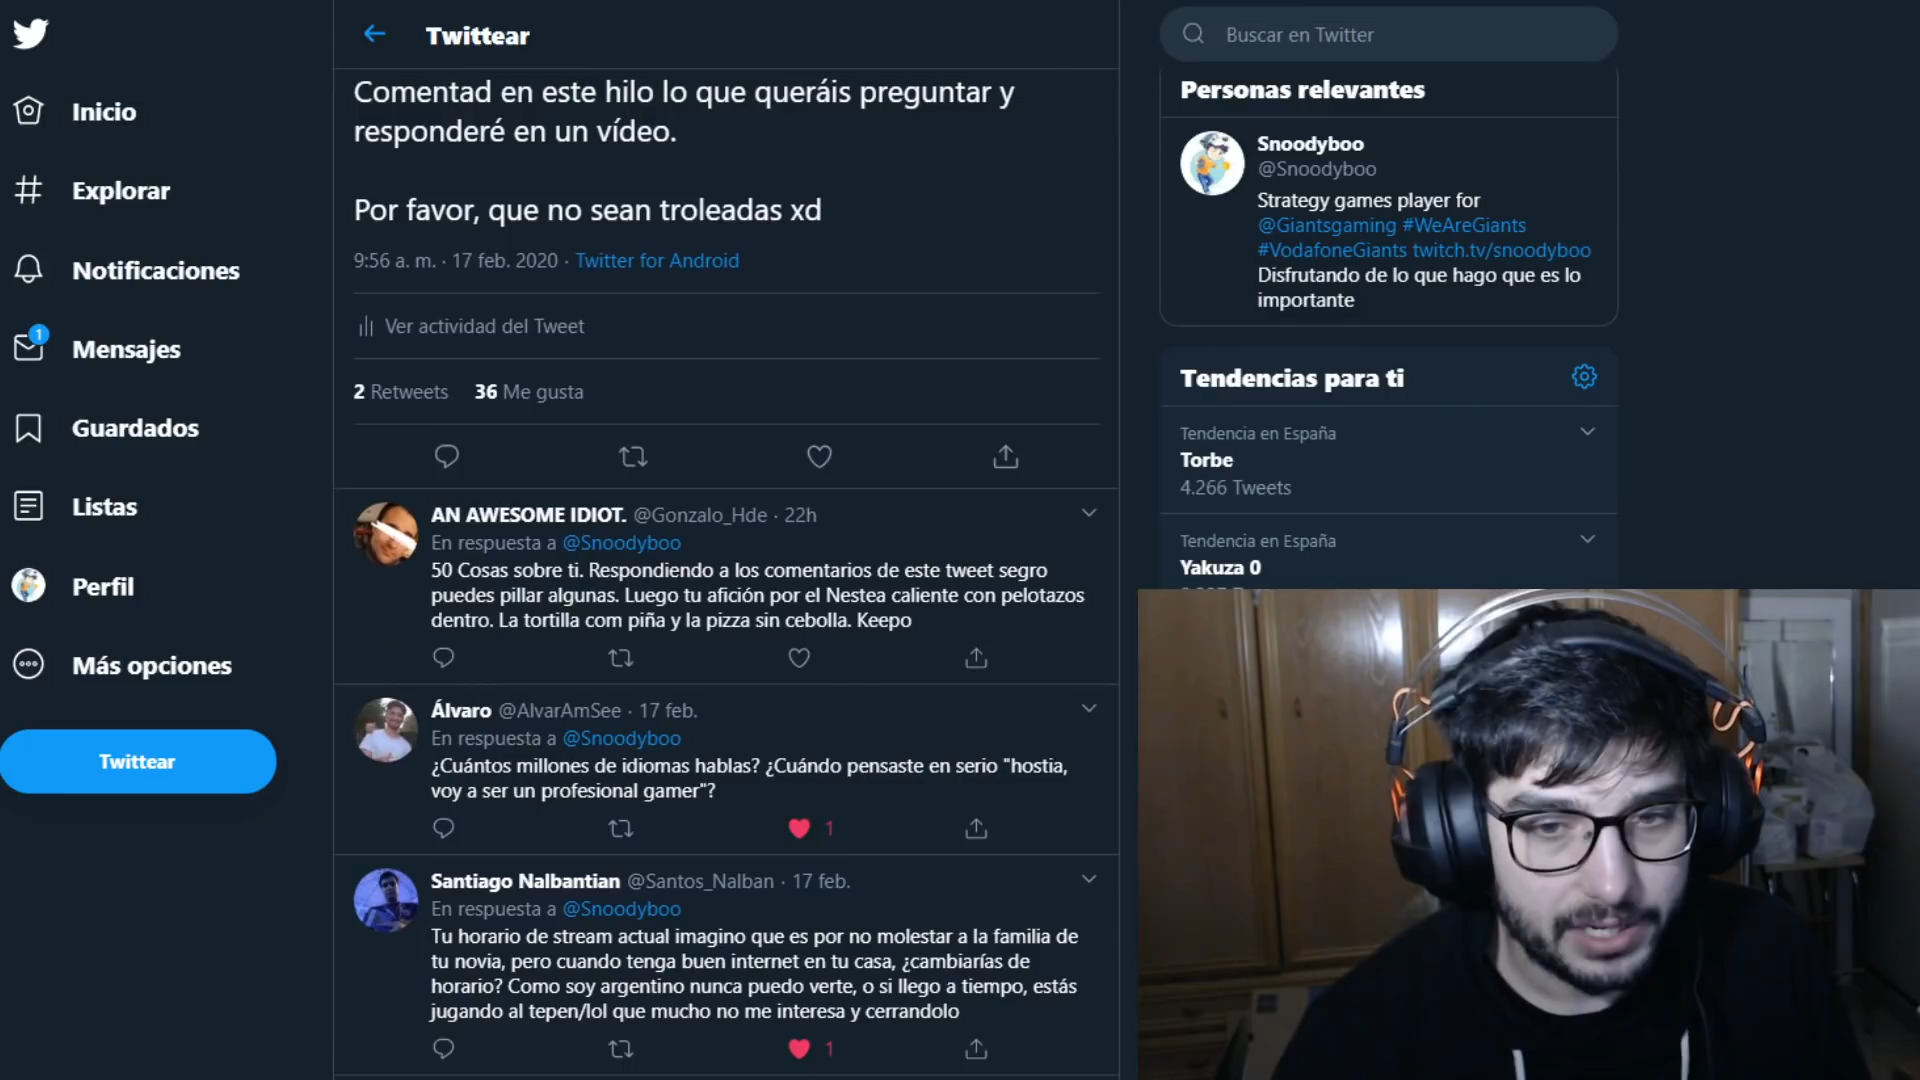 Inicio
Explorar
Notificaciones
1
Mensajes
Guardados
Listas
Perfil
Más opciones
Twittear
Twittear
Comentad en este hilo lo que queráis preguntar y
responderé en un vídeo.
Por favor, que no sean troleadas xd
9:56 a. m. · 17 feb. 2020 · Twitter for Android
Ver actividad del Tweet
2 Retweets 36 Me gusta
AN AWESOME IDIOT. @Gonzalo_Hde · 22h
En respuesta a @Snoodyboo
50 Cosas sobre ti. Respondiendo a los comentarios de este tweet segro
puedes pillar algunas. Luego tu afición por el Nestea caliente con pelotazos
dentro. La tortilla com piña y la pizza sin cebolla. Keepo
Álvaro @AlvarAmSee · 17 feb.
En respuesta a @Snoodyboo
¿Cuántos millones de idiomas hablas? ¿Cuándo pensaste en serio "hostia,
voy a ser un profesional gamer"?
1
Santiago Nalbantian @Santos_Nalban · 17 feb.
En respuesta a @Snoodyboo
Tu horario de stream actual imagino que es por no molestar a la familia de
tu novia, pero cuando tenga buen internet en tu casa, ¿cambiarías de
horario? Como soy argentino nunca puedo verte, o si llego a tiempo, estás
jugando al tepen/lol que mucho no me interesa y cerrandolo
1
Buscar en Twitter
Personas relevantes
Snoodyboo
@Snoodyboo
Strategy games player for
@Giantsgaming #WeAreGiants
#VodafoneGiants twitch.tv/snoodyboo
Disfrutando de lo que hago que es lo
importante
Tendencias para ti
Tendencia en España
Torbe
4.266 Tweets
Tendencia en España
Yakuza 0